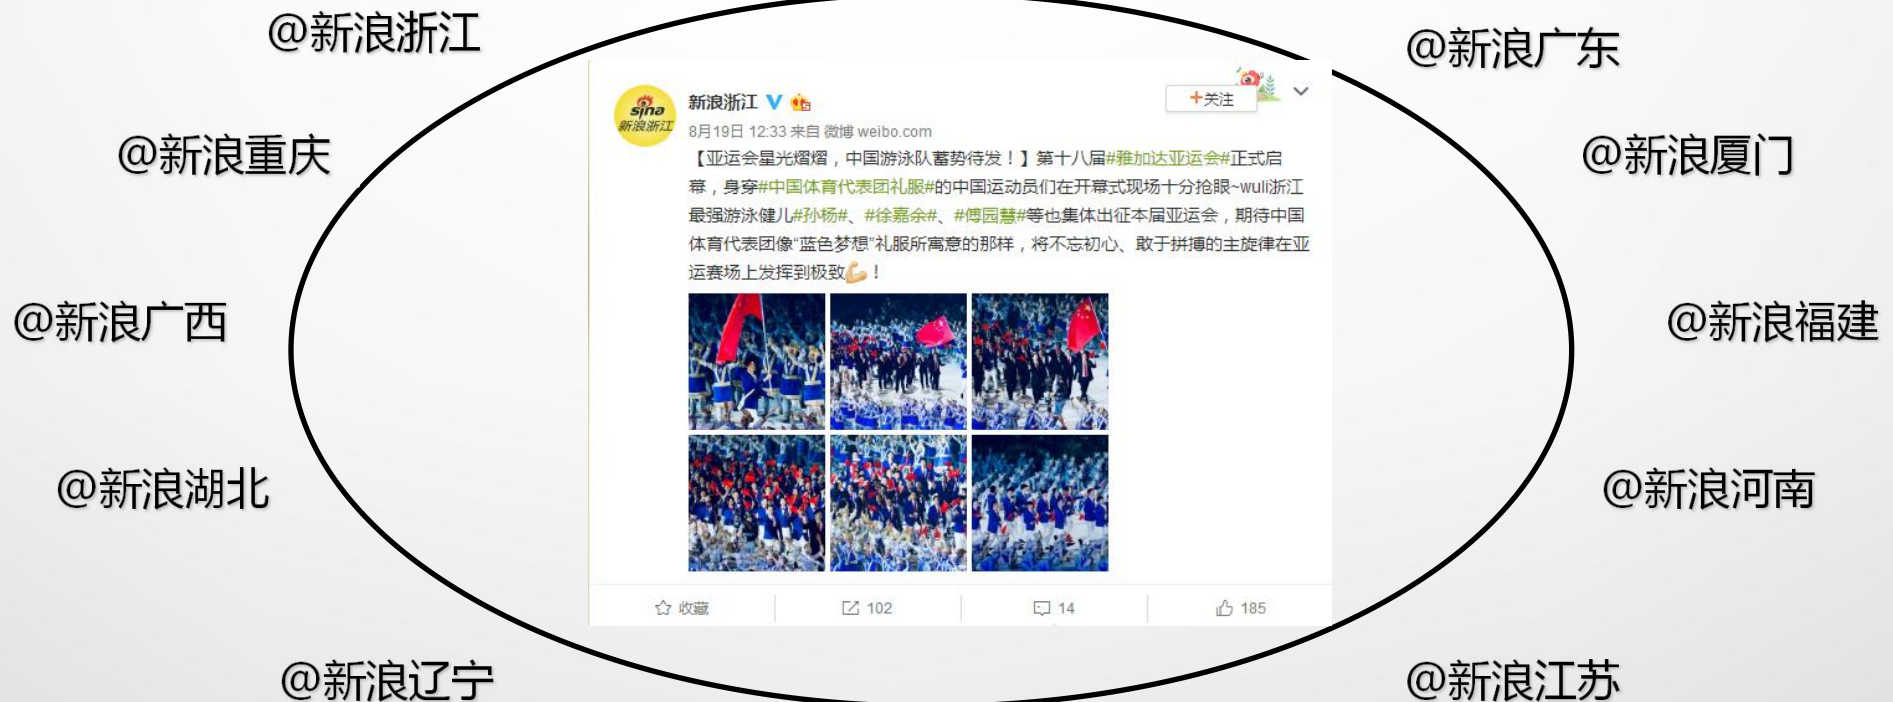 @新浪浙江
@新浪广东
@新浪重庆
@新浪厦门
@新浪广西
@新浪福建
@新浪湖北
@新浪河南
@新浪辽宁
@新浪江苏
sina
新浪浙江
新浪浙江
+关注
8月19日 12:33 来自 微博 weibo.com
【亚运会星光熠熠，中国游泳队蓄势待发！】第十八届#雅加达亚运会#正式启
幕，身穿#中国体育代表团礼服#的中国运动员们在开幕式现场十分抢眼~wuli浙江
最强游泳健儿#孙杨#、#徐嘉余#、#傅园慧#等也集体出征本届亚运会，期待中国
体育代表团像“蓝色梦想”礼服所寓意的那样，将不忘初心、敢于拼搏的主旋律在亚
运赛场上发挥到极致💪！
收藏
102
14
185